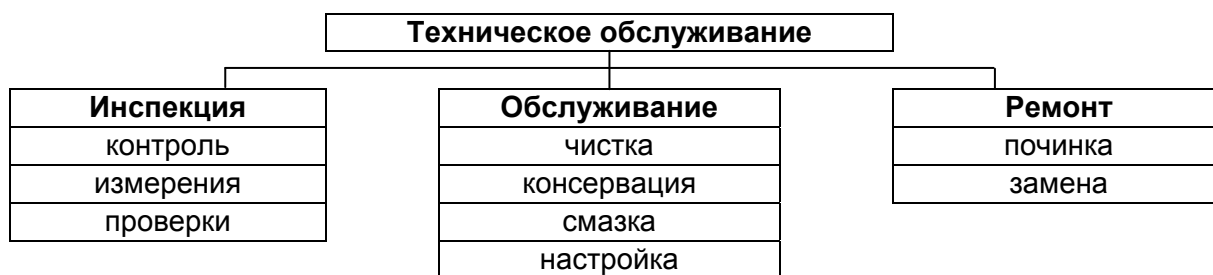 Техническое обслуживание
Инспекция
контроль
измерения
проверки
Обслуживание
чистка
консервация
смазка
настройка
Ремонт
починка
замена